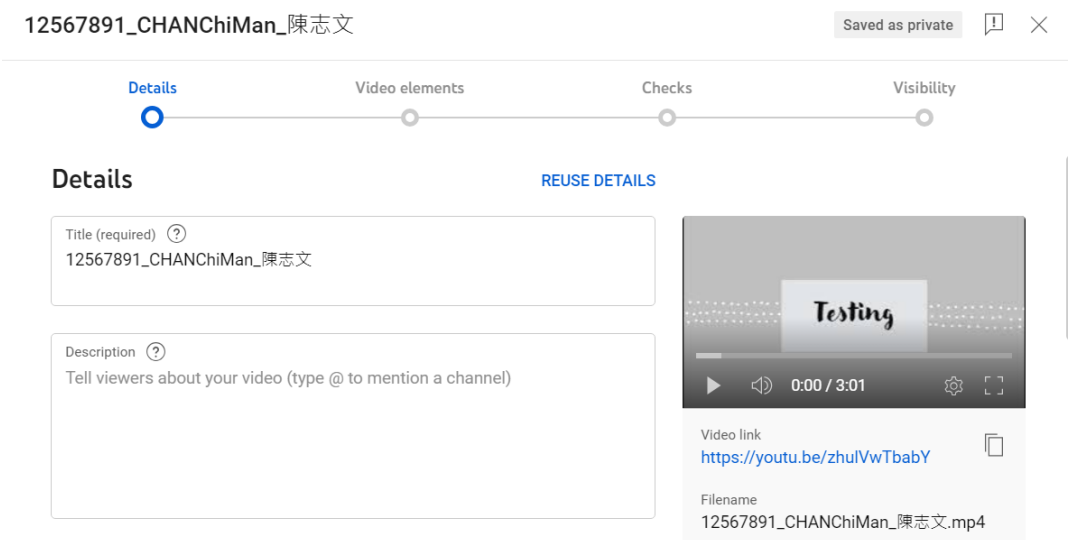 12567891_CHANChiMan_陳志文
Saved as private
Details
Video elements
Checks
Visibility
Details
REUSE DETAILS
Title (required)
12567891_CHANChiMan_陳志文
Description
Tell viewers about your video (type @ to mention a channel)
Testing
0:00 / 3:01
Video link
https://youtu.be/zhulVwTbabY
Filename
12567891_CHANChiMan_陳志文.mp4